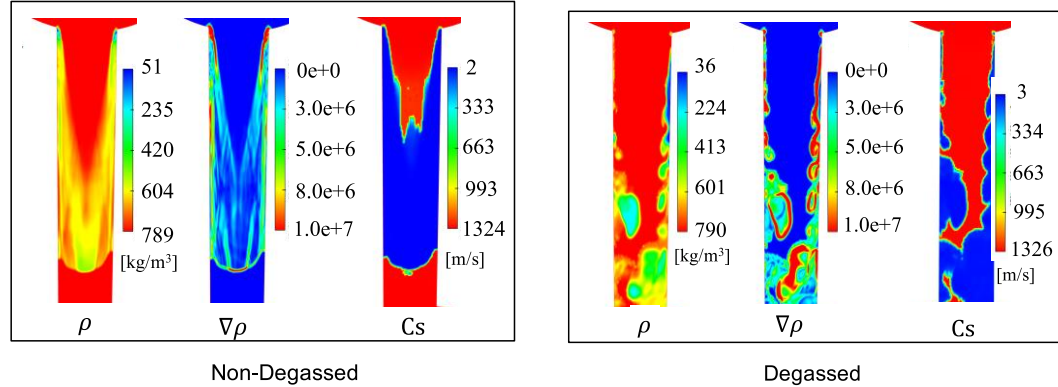 51
235
420
604
789
[kg/m³]
ρ
0e+0
3.0e+6
5.0e+6
8.0e+6
1.0e+7
∇ρ
2
333
663
993
1324
[m/s]
Cs
Non-Degassed
36
224
413
601
790
[kg/m³]
ρ
0e+0
3.0e+6
5.0e+6
8.0e+6
1.0e+7
∇ρ
3
334
663
995
1326
[m/s]
Cs
Degassed